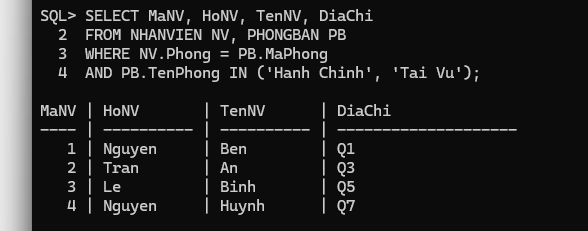 SQL> SELECT MaNV, HoNV, TenNV, DiaChi
2 FROM NHANVIEN NV, PHONGBAN PB
3 WHERE NV.Phong = PB.MaPhong
4 AND PB.TenPhong IN ('Hanh Chinh', 'Tai Vu');
MaNV | HoNV | TenNV | DiaChi
---- | ---------- | ---------- | --------------------
1 | Nguyen | Ben | Q1
2 | Tran | An | Q3
3 | Le | Binh | Q5
4 | Nguyen | Huynh | Q7